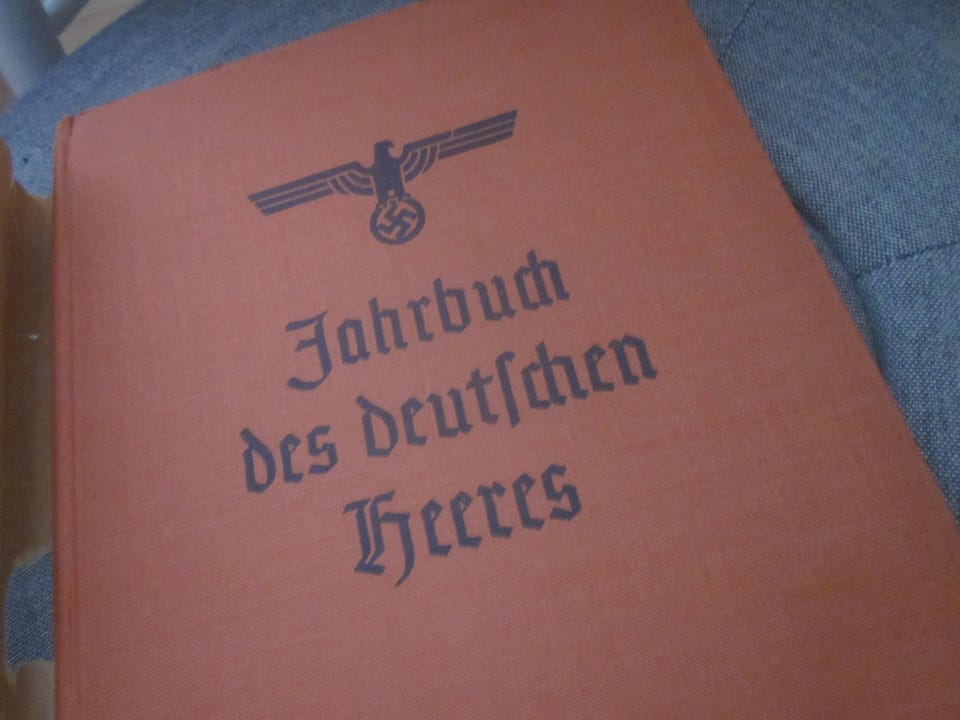 Jahrbuch
des deutſchen
Heeres